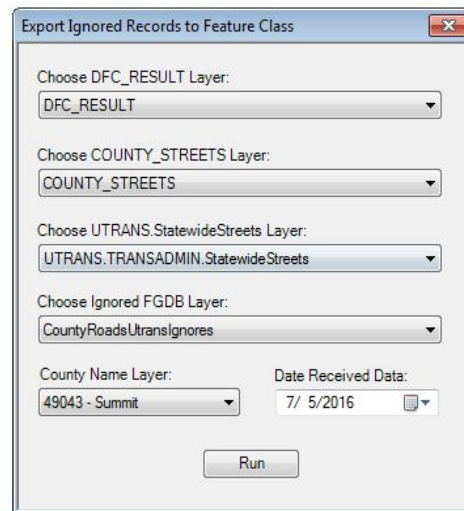 Export Ignored Records to Feature Class
Choose DFC_RESULT Layer:
DFC_RESULT
Choose COUNTY_STREETS Layer:
COUNTY_STREETS
Choose UTRANS.StatewideStreets Layer:
UTRANS.TRANSADMIN.StatewideStreets
Choose Ignored FGDB Layer:
CountyRoadsUtransIgnores
County Name Layer: Date Received Data:
49043 - Summit 7/ 5/2016
Run